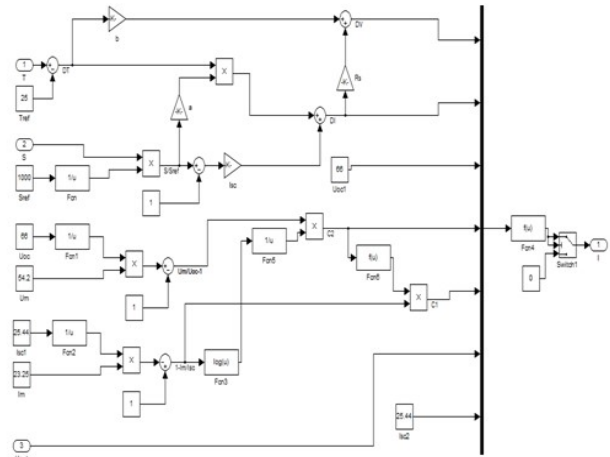 b
DV
1
T
DT
25
Tref
X
Rs
a
DI
2
S
1000
Sref
1/u
Fcn
X
S/Sref
1
Isc
66
Uoc1
66
Uoc
1/u
Fcn1
54.2
Um
X
Um/Uoc-1
1
1/u
Fcn5
X
C2
f(u)
Fcn6
X
C1
f(u)
Fcn4
0
Switch1
1
I
25.44
Isc1
1/u
Fcn2
23.25
Im
X
1-Im/Isc
1
log(u)
Fcn3
25.44
Isc2
3